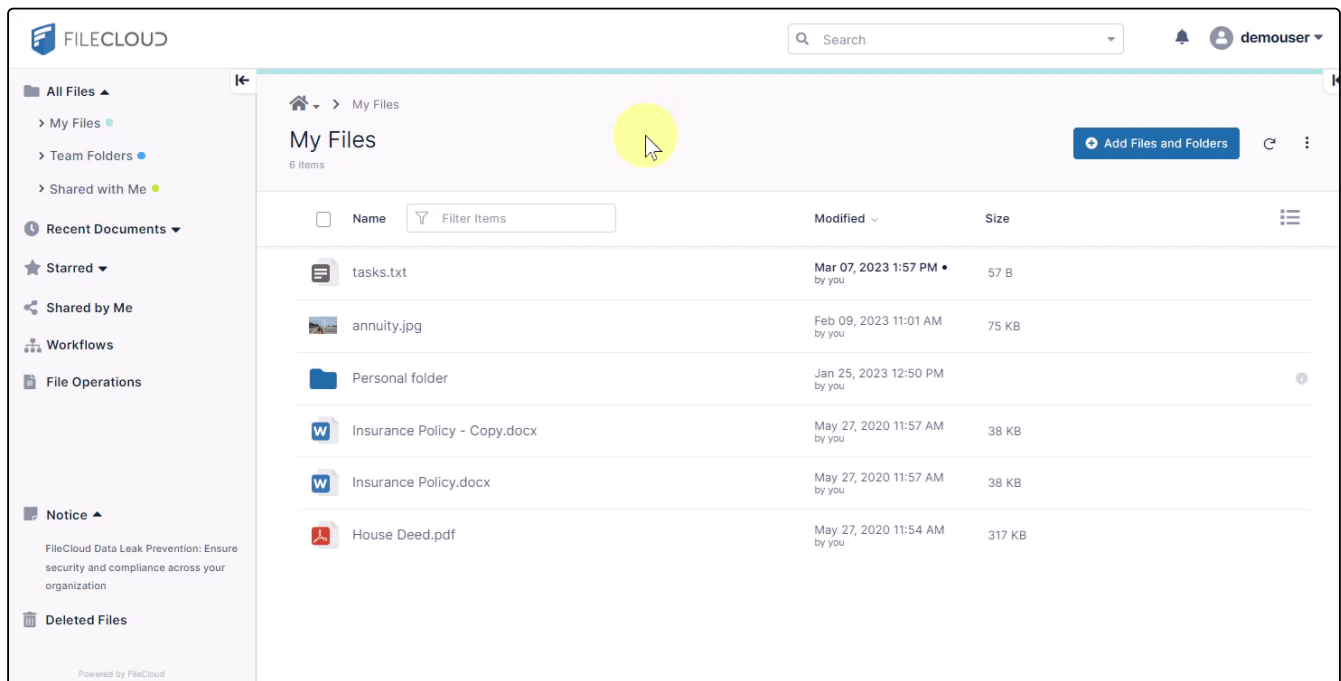 FILECLOUD
Search
demouser
All Files
My Files
Team Folders
Shared with Me
Recent Documents
Starred
Shared by Me
Workflows
File Operations
Notice
FileCloud Data Leak Prevention: Ensure
security and compliance across your
organization
Deleted Files
Powered by FileCloud
My Files
My Files
6 items
Add Files and Folders
Name Filter Items Modified Size
tasks.txt Mar 07, 2023 1:57 PM 57 B
by you
annuity.jpg Feb 09, 2023 11:01 AM 75 KB
by you
Personal folder Jan 25, 2023 12:50 PM
by you
W Insurance Policy - Copy.docx May 27, 2020 11:57 AM 38 KB
by you
W Insurance Policy.docx May 27, 2020 11:57 AM 38 KB
by you
House Deed.pdf May 27, 2020 11:54 AM 317 KB
by you